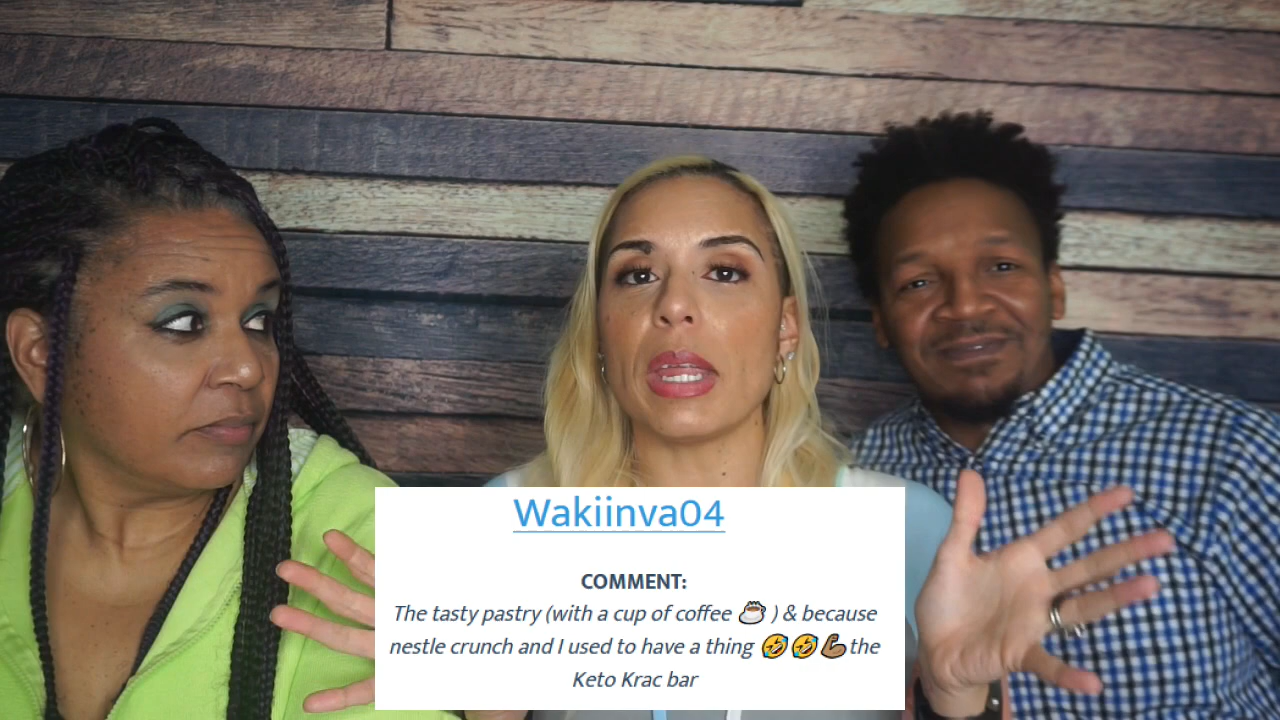 Wakiinva04
COMMENT:
The tasty pastry (with a cup of coffee ☕ ) & because
nestle crunch and I used to have a thing 🤣🤣💪🏽the
Keto Krac bar